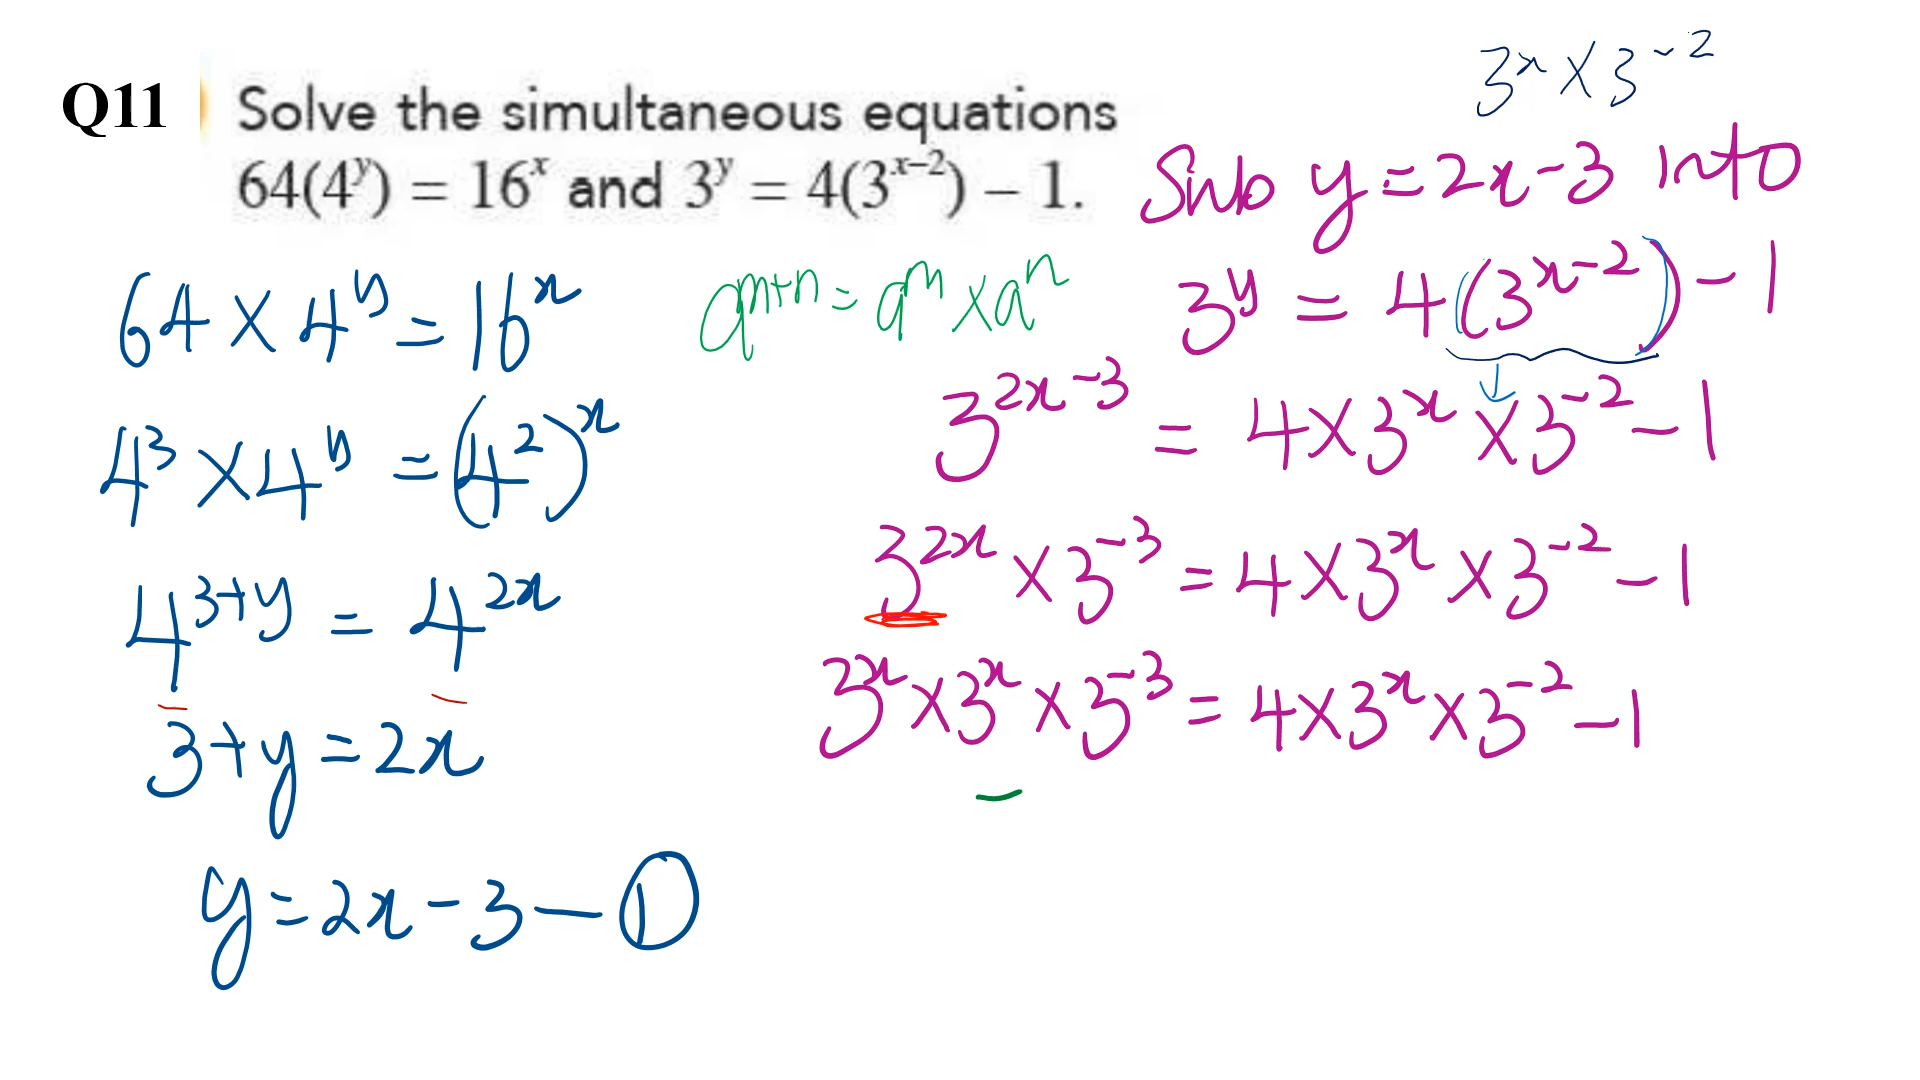 Q11
Solve the simultaneous equations
64(4^y) = 16^x and 3^y = 4(3^{x–2}) – 1.
64 × 4^y = 16^x
4^3 × 4^y = (4^2)^x
4^{3+y} = 4^{2x}
3+y = 2x
y = 2x - 3 — ①
a^{m+n} = a^m × a^n
3^x × 3^{-2}
Sub y = 2x-3 into
3^y = 4(3^{x-2}) - 1
3^{2x-3} = 4×3^x ×3^{-2} - 1
3^{2x} × 3^{-3} = 4×3^x × 3^{-2} - 1
3^x × 3^x × 3^{-3} = 4×3^x×3^{-2} - 1